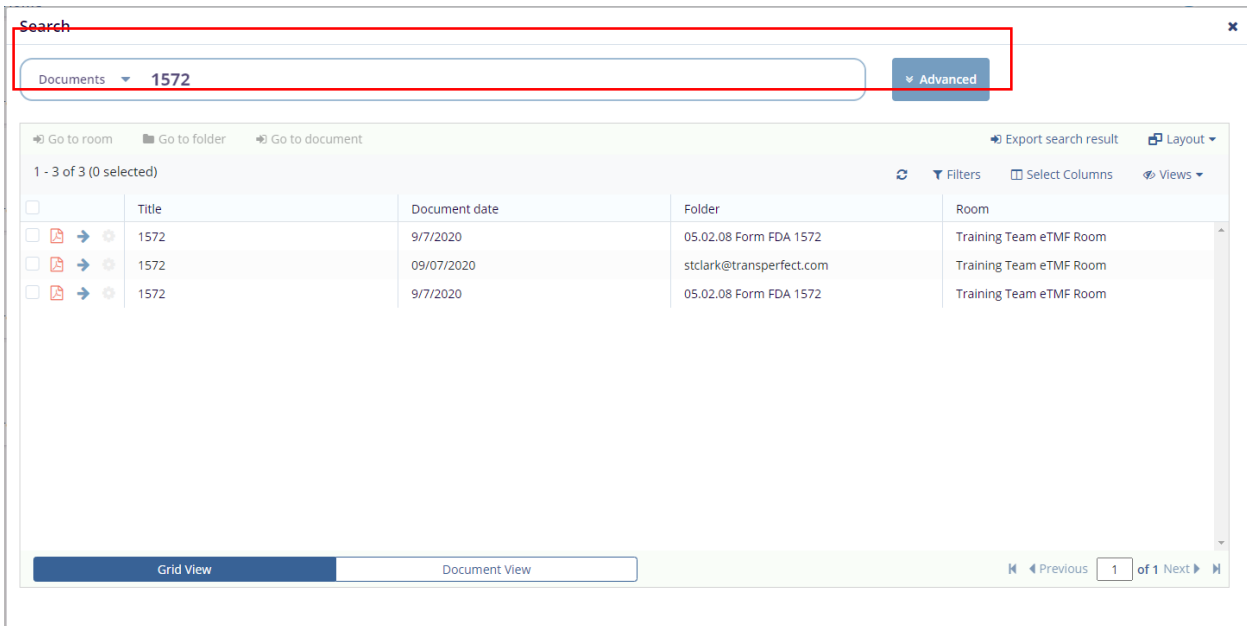 Search
Documents 1572 Advanced
Go to room Go to folder Go to document Export search result Layout
1 - 3 of 3 (0 selected) Filters Select Columns Views
Title Document date Folder Room
1572 9/7/2020 05.02.08 Form FDA 1572 Training Team eTMF Room
1572 09/07/2020 stclark@transperfect.com Training Team eTMF Room
1572 9/7/2020 05.02.08 Form FDA 1572 Training Team eTMF Room
Grid View Document View Previous 1 of 1 Next